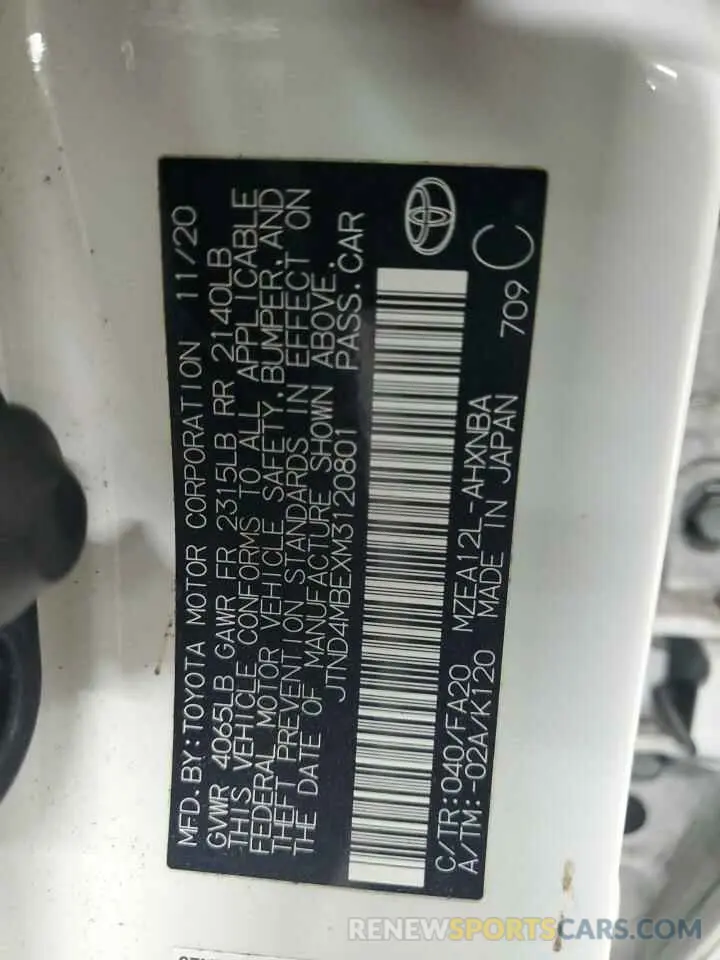 MFD. BY: TOYOTA MOTOR CORPORATION 11/20
GVWR 4065LB GAWR FR 2315LB RR 2140LB
THIS VEHICLE CONFORMS TO ALL APPLICABLE
FEDERAL MOTOR VEHICLE SAFETY, BUMPER, AND
THEFT PREVENTION STANDARDS IN EFFECT ON
THE DATE OF MANUFACTURE SHOWN ABOVE.
JTND4MBEXM3120801 PASS. CAR
C/TR:040/FA20 MZEA12L-AHXNBA
A/TM:-02A/K120 MADE IN JAPAN
709 C
RENEWSPORTSCARS.COM